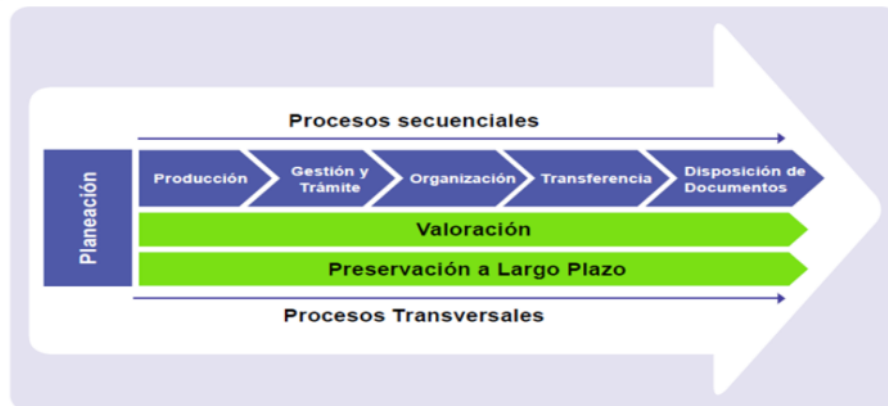 Procesos secuenciales
Planeación
Producción
Gestión y
Trámite
Organización
Transferencia
Disposición de
Documentos
Valoración
Preservación a Largo Plazo
Procesos Transversales